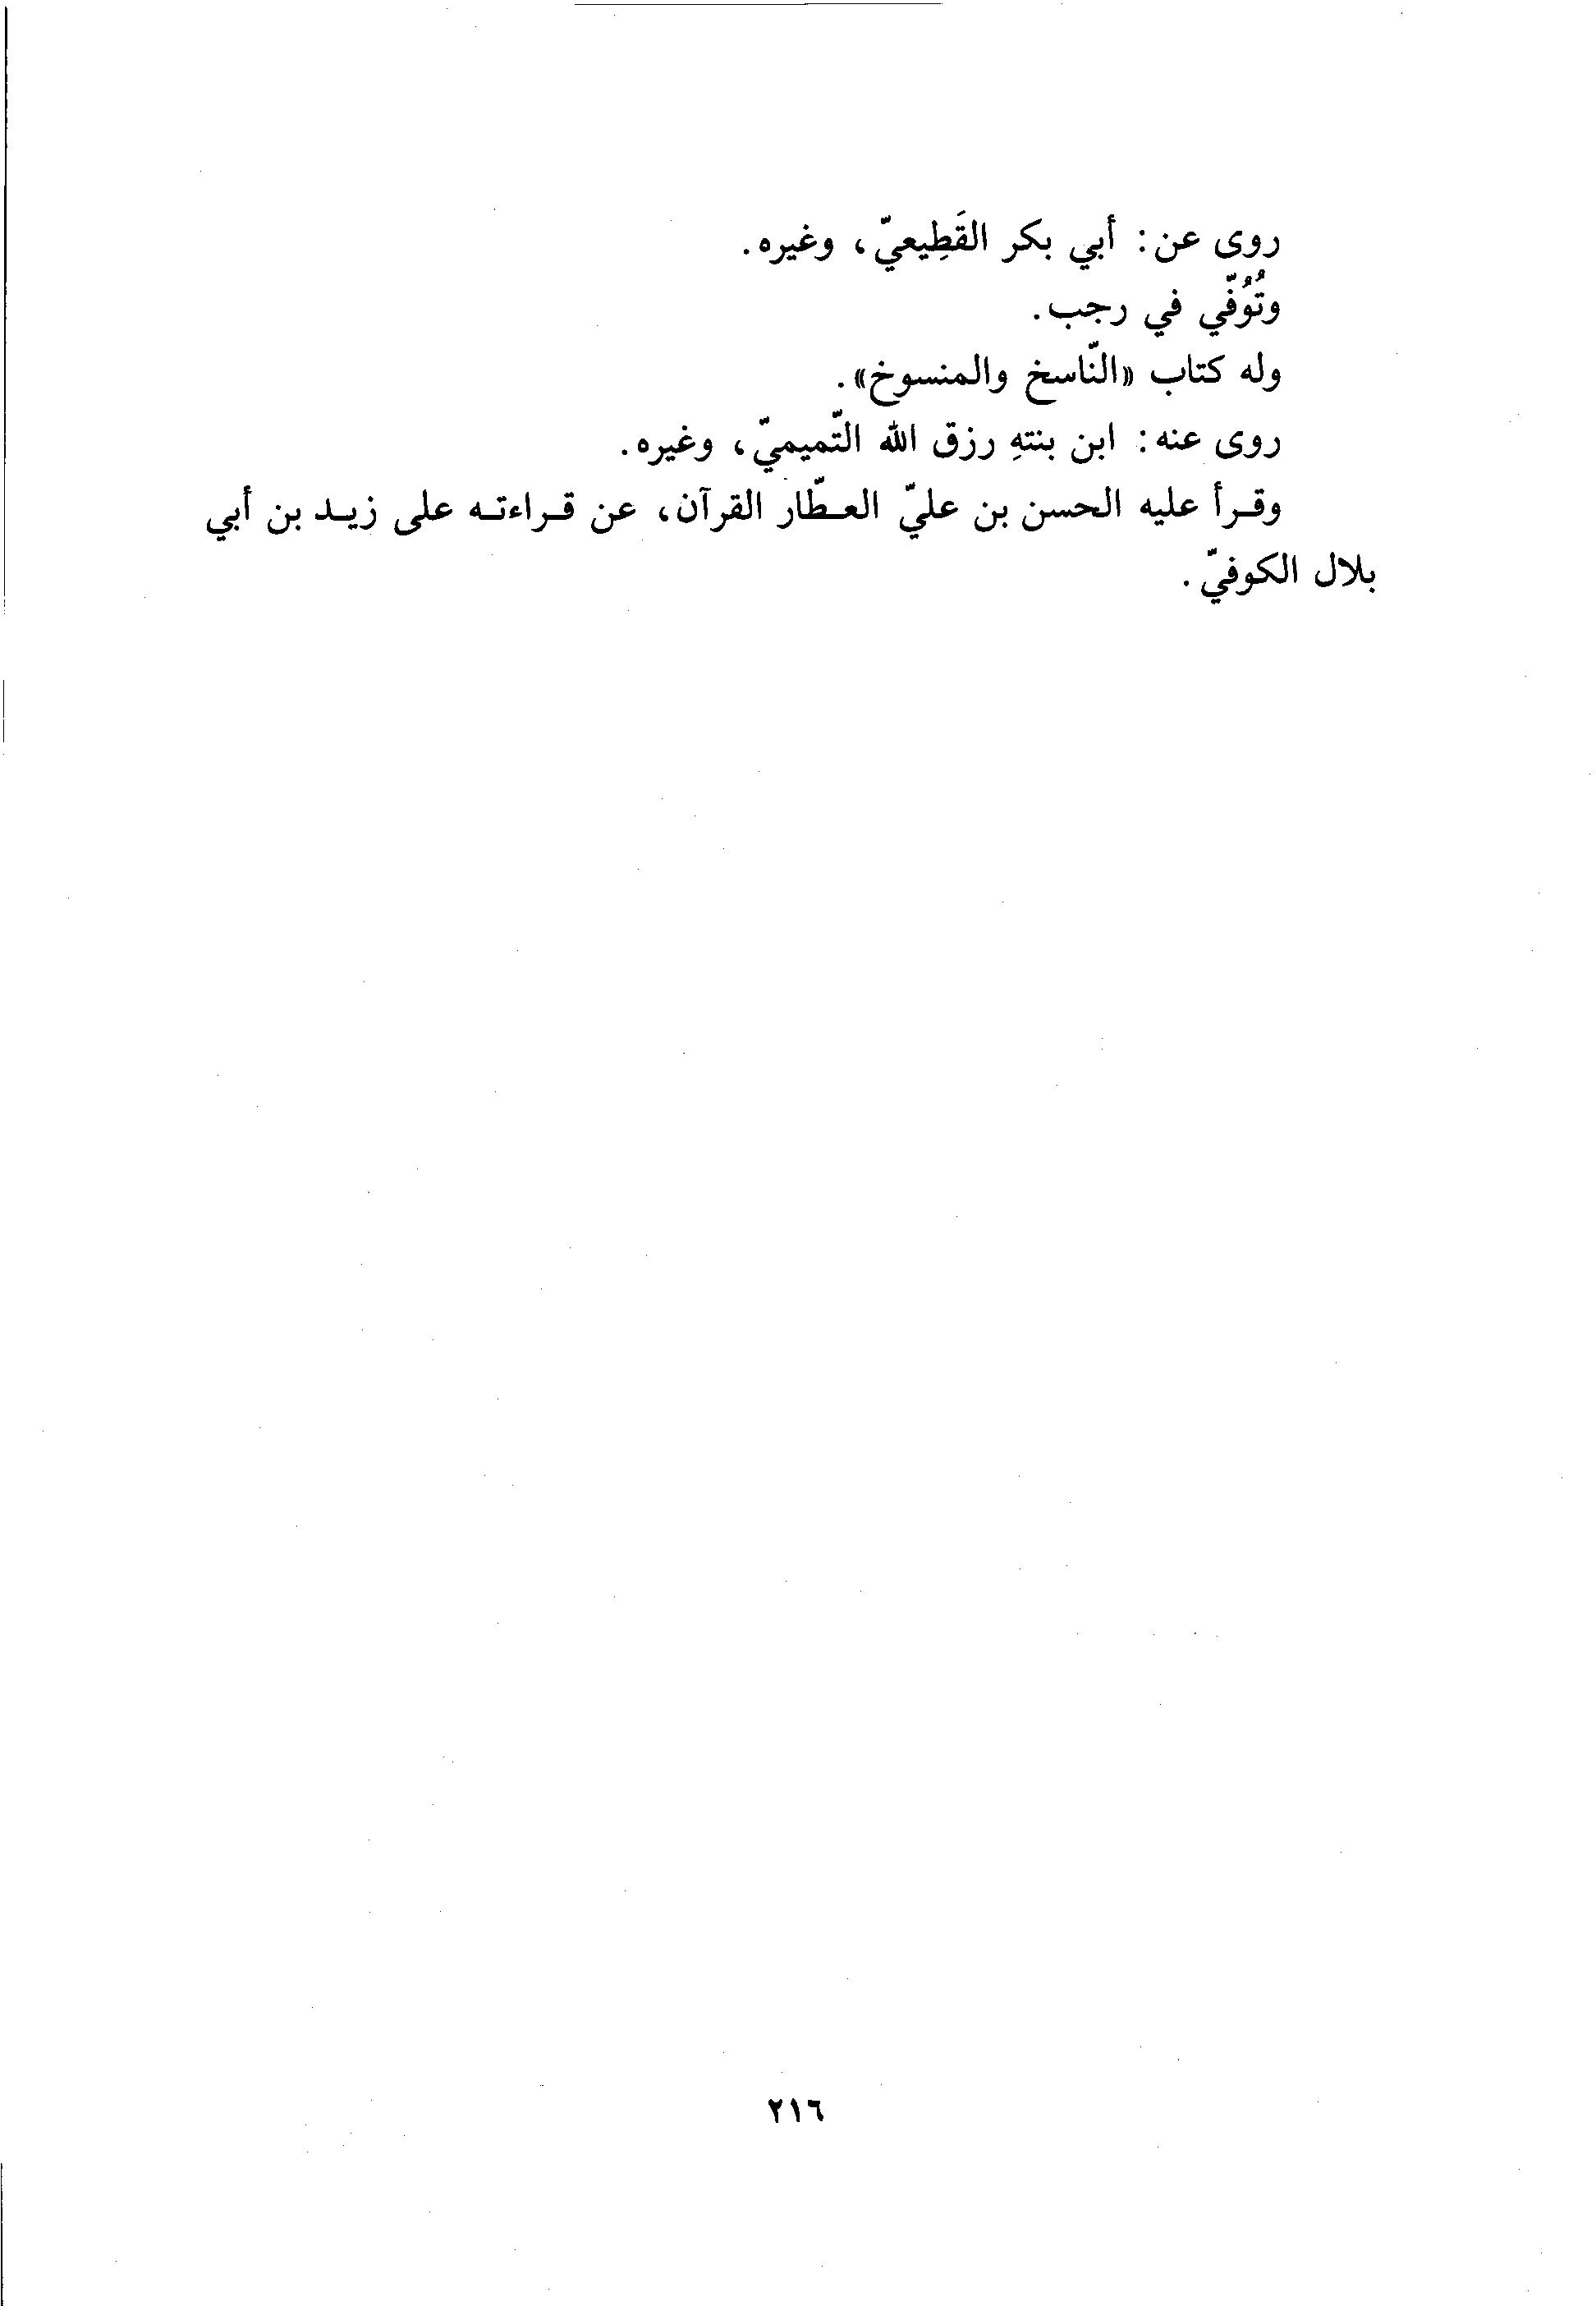 روى عن: أبي بكر القَطِيعيّ، وغيره.
وتُوُفّي في رجب.
وله كتاب «النّاسخ والمنسوخ».
روى عنه: ابن بنتهِ رزق الله التّميميّ، وغيره.
وقرأ عليه الحسن بن عليّ العطّار القرآن، عن قراءته على زيد بن أبي
بلال الكوفيّ.
٢١٦